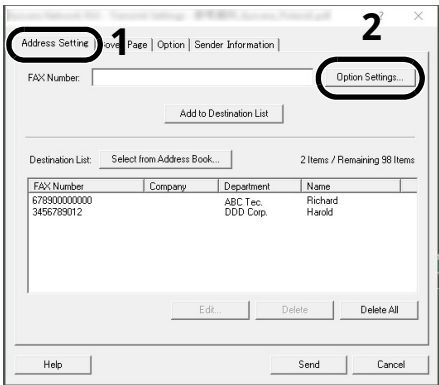 2
Address Setting 1 Cover Page Option Sender Information
FAX Number: Option Settings...
Add to Destination List
Destination List: Select from Address Book... 2 Items / Remaining 98 Items
FAX Number Company Department Name
678900000000 ABC Tec. Richard
3456789012 DDD Corp. Harold
Edit... Delete Delete All
Help Send Cancel